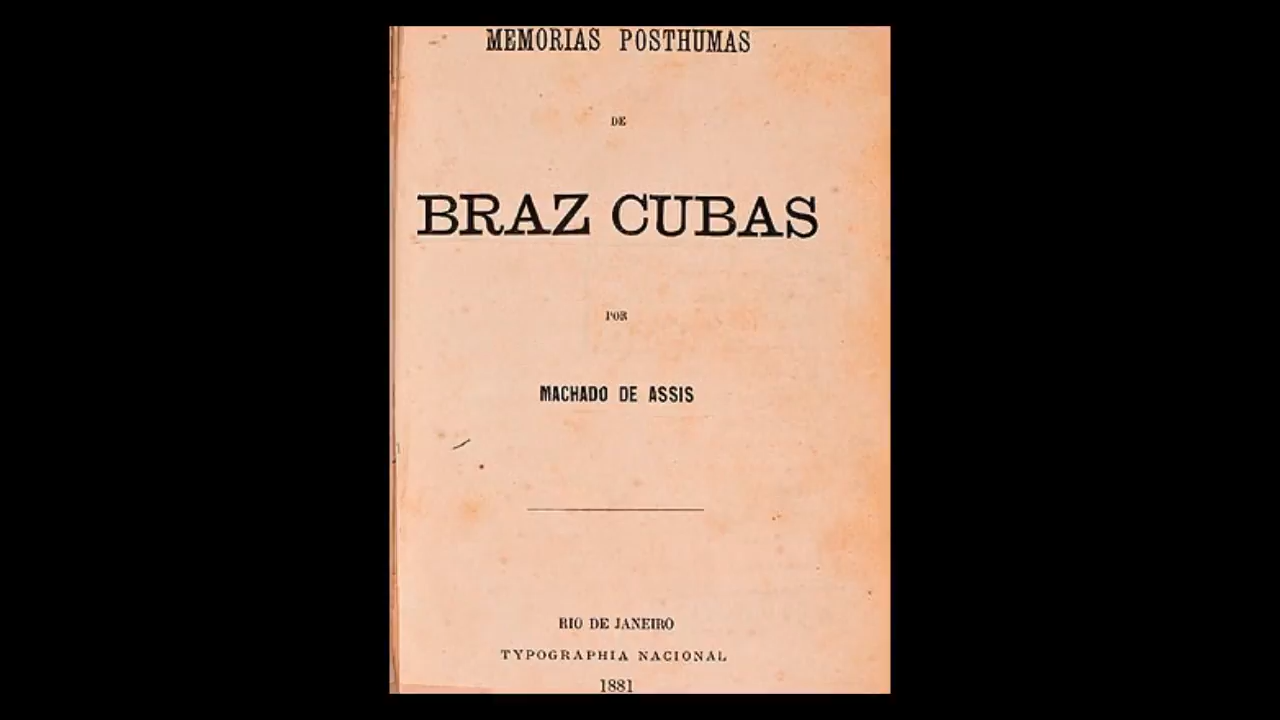 MEMORIAS POSTHUMAS
DE
BRAZ CUBAS
POR
MACHADO DE ASSIS
RIO DE JANEIRO
TYPOGRAPHIA NACIONAL
1881